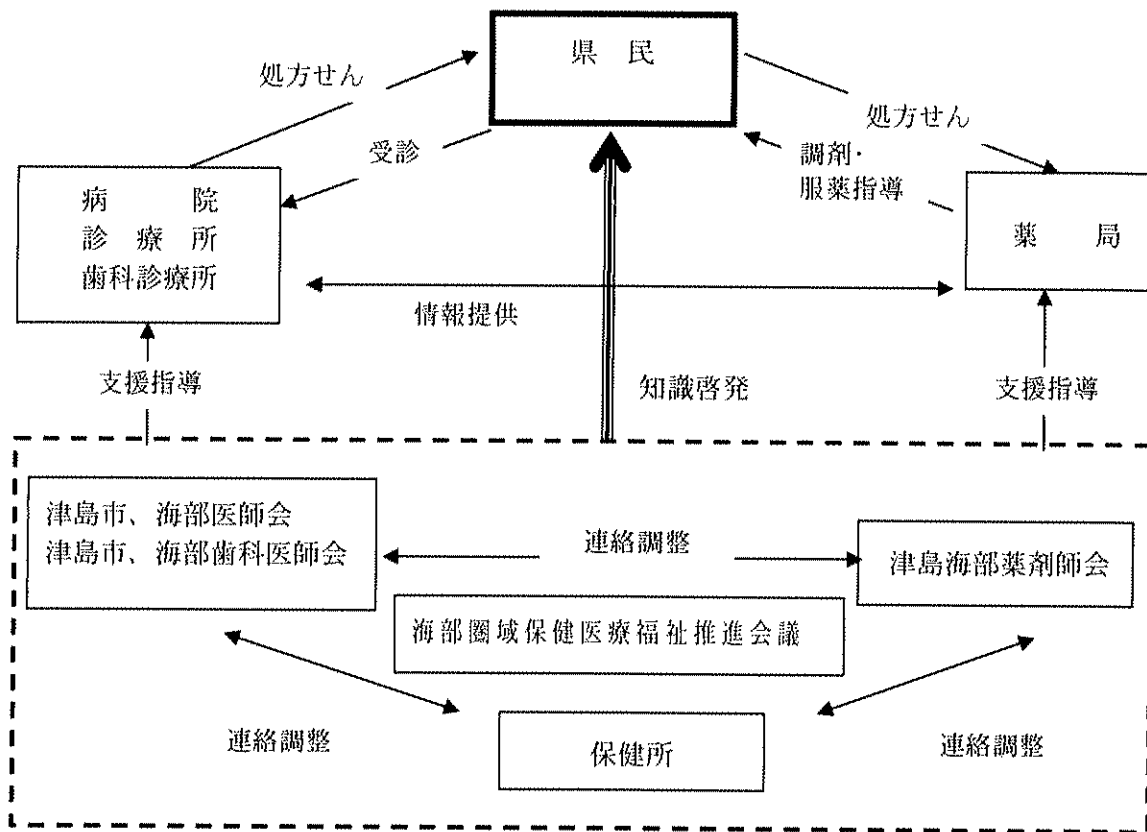 県　民
処方せん
処方せん
受診
調剤・
服薬指導
病　　院
診　療　所
歯科診療所
薬　　局
情報提供
支援指導
知識啓発
支援指導
津島市、海部医師会
津島市、海部歯科医師会
連絡調整
津島海部薬剤師会
海部圏域保健医療福祉推進会議
連絡調整
保健所
連絡調整